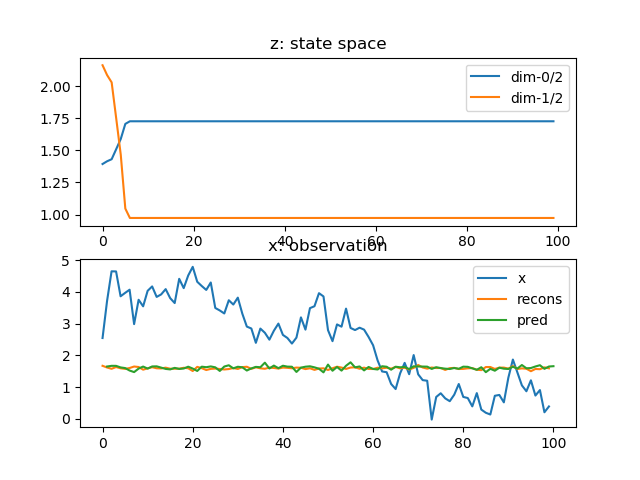 z: state space
2.00
1.75
1.50
1.25
1.00
dim-0/2
dim-1/2
0 20 40 60 80 100
x: observation
5
4
3
2
1
0
x
recons
pred
0 20 40 60 80 100